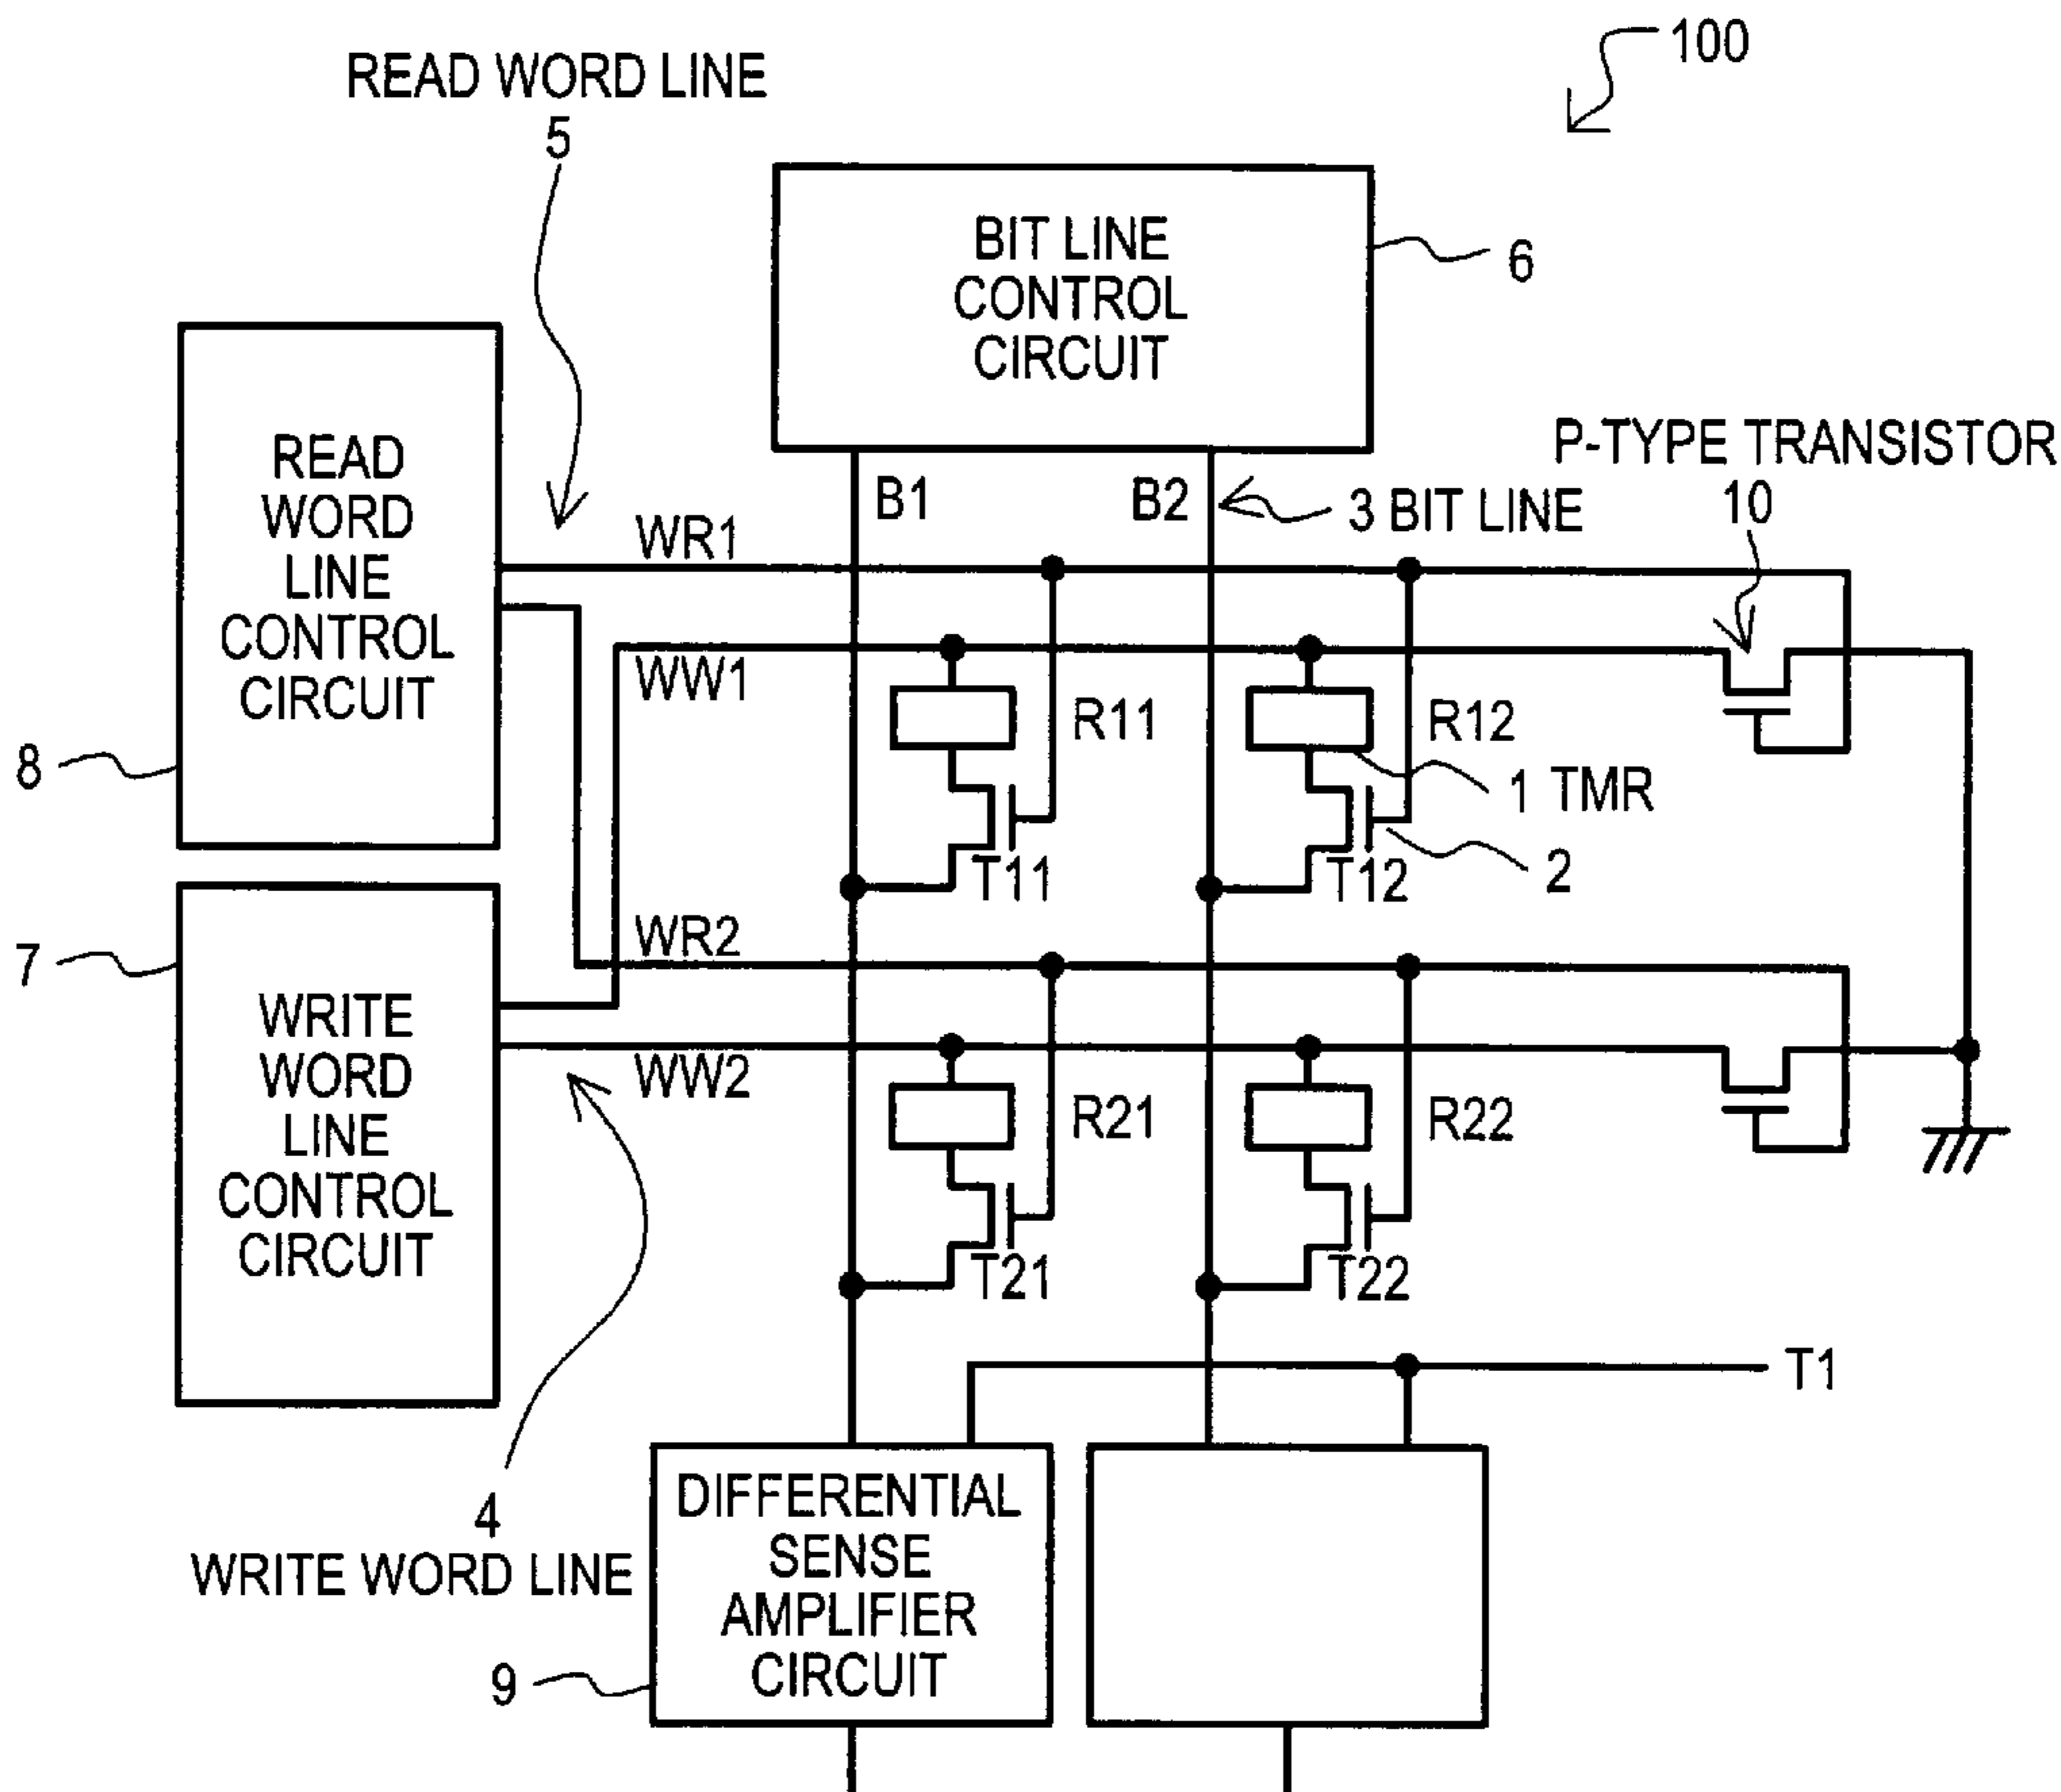 100
READ WORD LINE
5
BIT LINE
CONTROL
CIRCUIT
6
READ
WORD
LINE
CONTROL
CIRCUIT
8
P-TYPE TRANSISTOR
10
B1
B2
3 BIT LINE
WR1
WW1
R11
R12
1 TMR
T11
T12
2
7
WRITE
WORD
LINE
CONTROL
CIRCUIT
WR2
WW2
R21
R22
T21
T22
T1
4
WRITE WORD LINE
DIFFERENTIAL
SENSE
AMPLIFIER
CIRCUIT
9